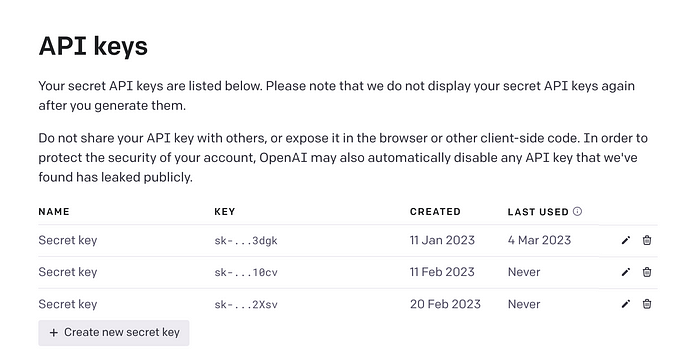 API keys
Your secret API keys are listed below. Please note that we do not display your secret API keys again
after you generate them.
Do not share your API key with others, or expose it in the browser or other client-side code. In order to
protect the security of your account, OpenAI may also automatically disable any API key that we've
found has leaked publicly.
NAME KEY CREATED LAST USED
Secret key sk-...3dgk 11 Jan 2023 4 Mar 2023
Secret key sk-...10cv 11 Feb 2023 Never
Secret key sk-...2Xsv 20 Feb 2023 Never
+ Create new secret key